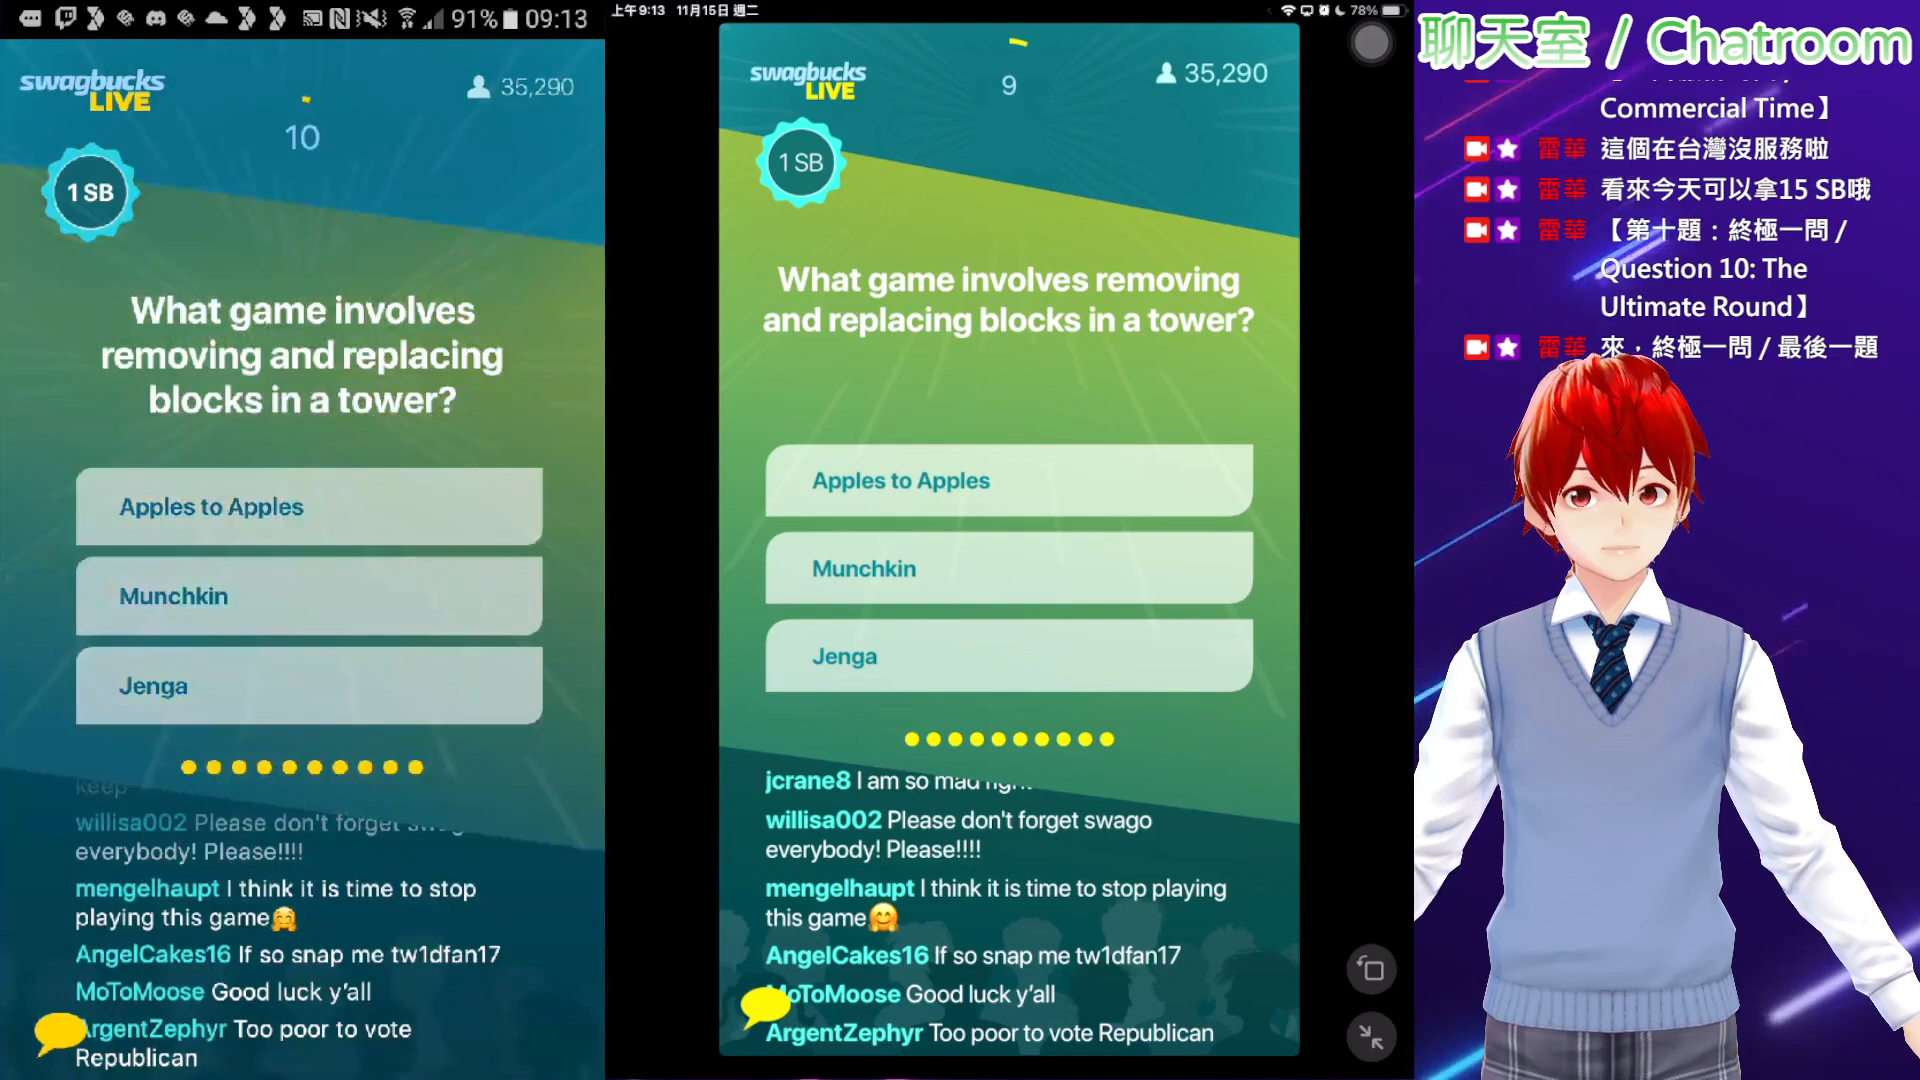 91% 09:13
swagbucks
LIVE
35,290
10
1 SB
What game involves
removing and replacing
blocks in a tower?
Apples to Apples
Munchkin
Jenga
keep
willisa002 Please don't forget swago
everybody! Please!!!!
mengelhaupt I think it is time to stop
playing this game🤗
AngelCakes16 If so snap me tw1dfan17
MoToMoose Good luck y'all
ArgentZephyr Too poor to vote
Republican
上午9:13 11月15日 週二
78%
swagbucks
LIVE
9
35,290
1 SB
What game involves removing
and replacing blocks in a tower?
Apples to Apples
Munchkin
Jenga
jcrane8 I am so mad
willisa002 Please don't forget swago
everybody! Please!!!!
mengelhaupt I think it is time to stop playing
this game🤗
AngelCakes16 If so snap me tw1dfan17
MoToMoose Good luck y'all
ArgentZephyr Too poor to vote Republican
聊天室 / Chatroom
Commercial Time】
雷華 這個在台灣沒服務啦
雷華 看來今天可以拿15 SB哦
雷華 【第十題：終極一問 /
Question 10: The
Ultimate Round】
雷華 來，終極一問 / 最後一題